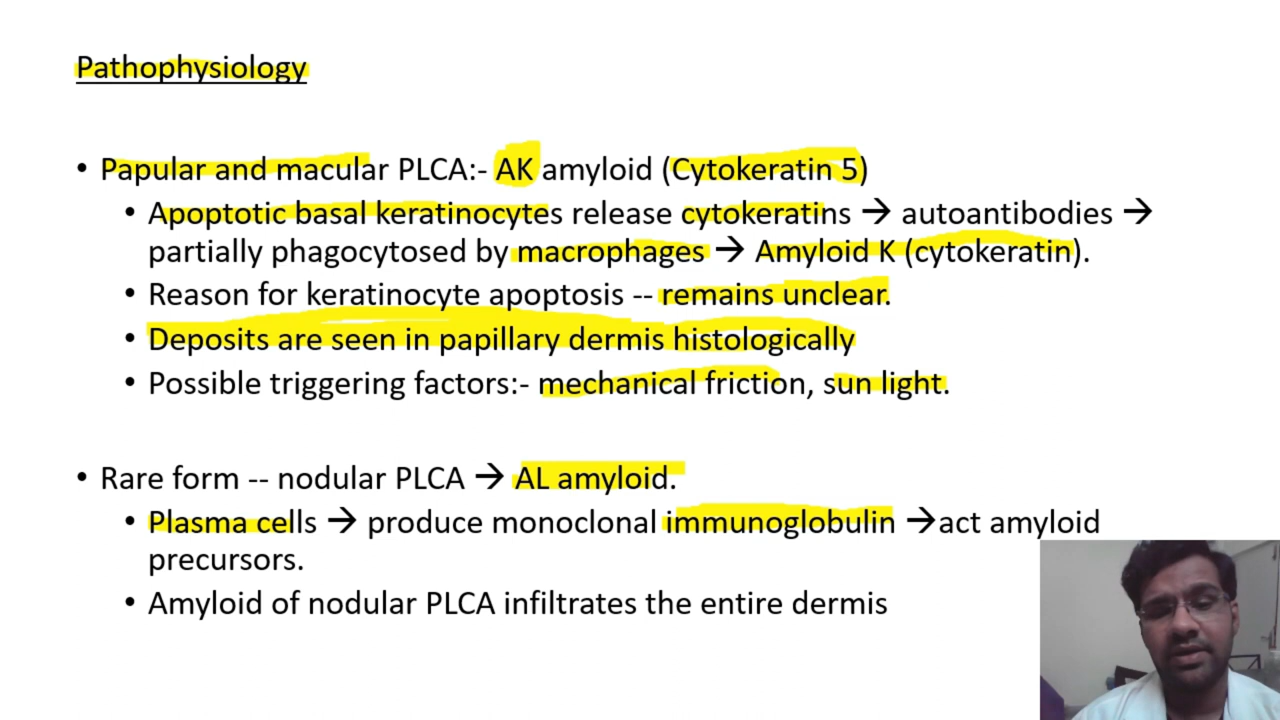 Pathophysiology
• Papular and macular PLCA:- AK amyloid (Cytokeratin 5)
• Apoptotic basal keratinocytes release cytokeratins → autoantibodies →
partially phagocytosed by macrophages → Amyloid K (cytokeratin).
• Reason for keratinocyte apoptosis -- remains unclear.
• Deposits are seen in papillary dermis histologically
• Possible triggering factors:- mechanical friction, sun light.
• Rare form -- nodular PLCA → AL amyloid.
• Plasma cells → produce monoclonal immunoglobulin →act amyloid
precursors.
• Amyloid of nodular PLCA infiltrates the entire dermis